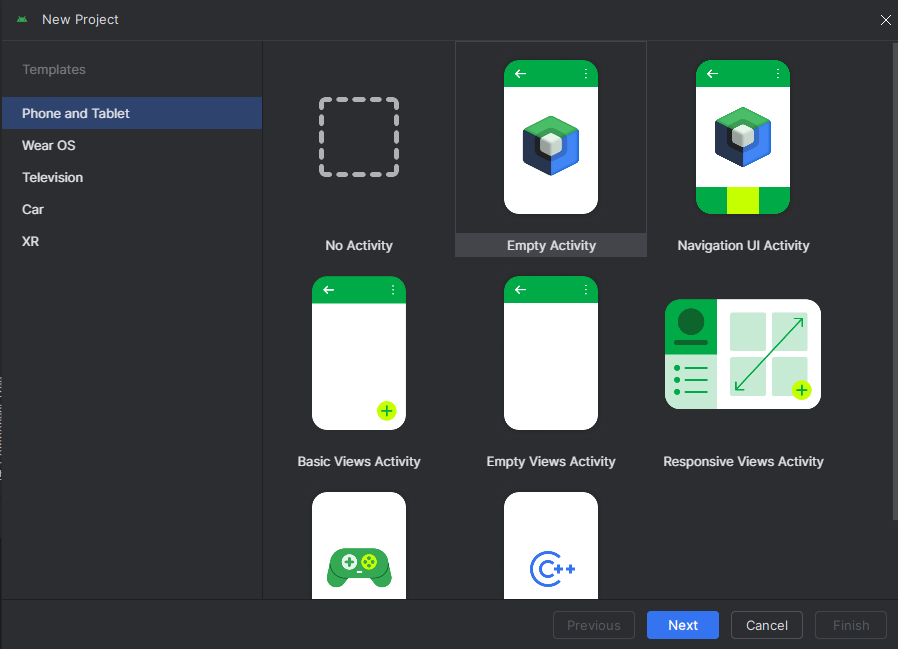 New Project
Templates
Phone and Tablet
Wear OS
Television
Car
XR
No Activity
Empty Activity
Navigation UI Activity
Basic Views Activity
Empty Views Activity
Responsive Views Activity
C++
Previous
Next
Cancel
Finish